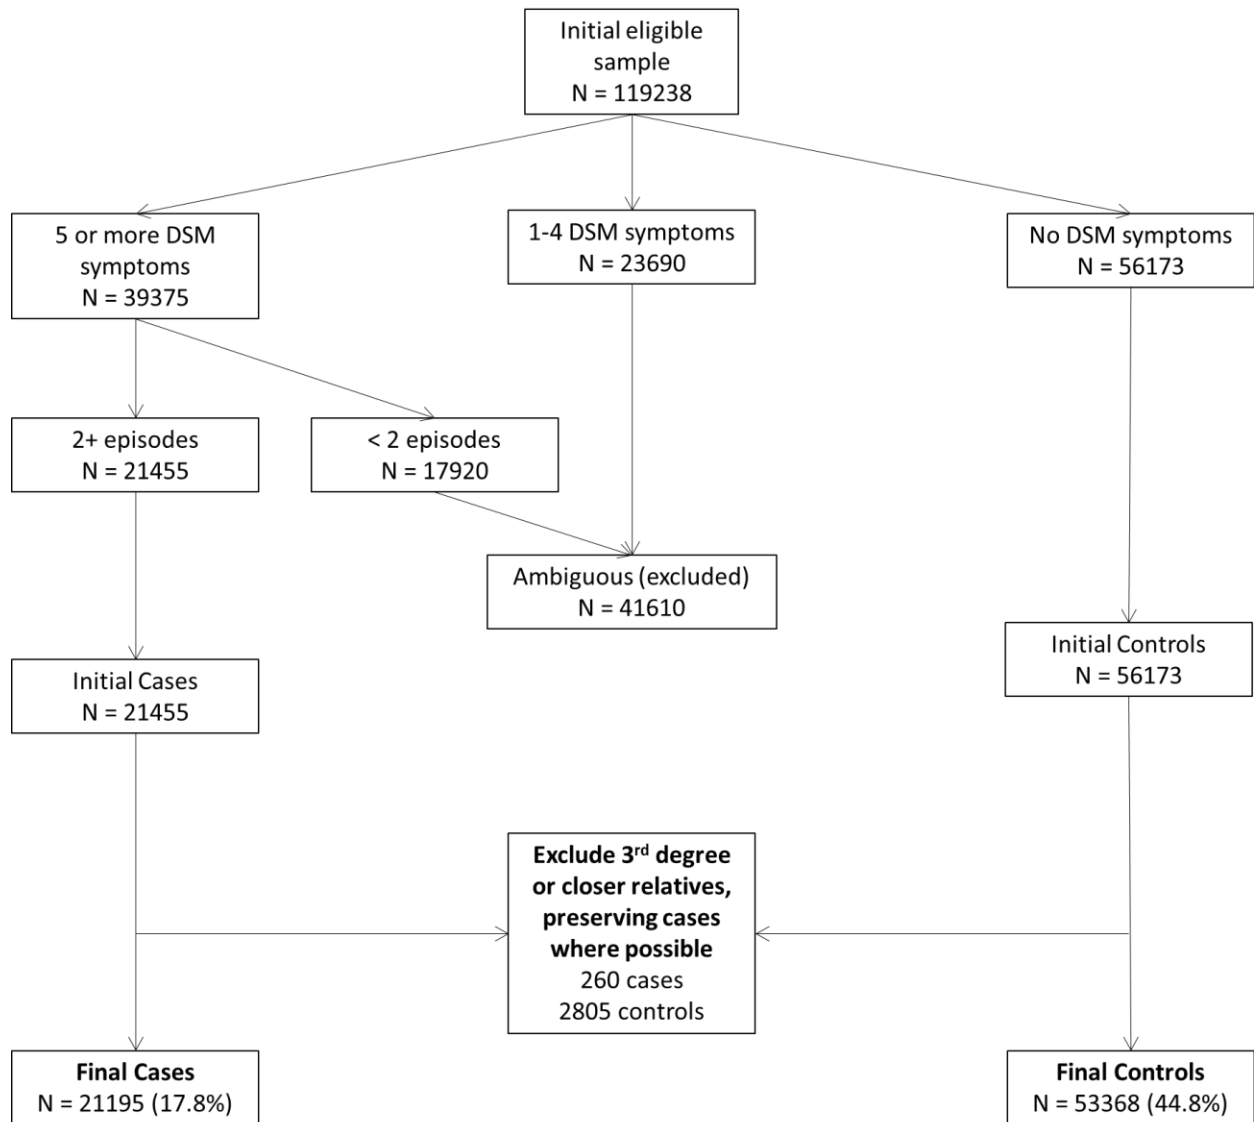 Initial eligible
sample
N = 119238
5 or more DSM
symptoms
N = 39375
1-4 DSM symptoms
N = 23690
No DSM symptoms
N = 56173
2+ episodes
N = 21455
< 2 episodes
N = 17920
Ambiguous (excluded)
N = 41610
Initial Cases
N = 21455
Initial Controls
N = 56173
Exclude 3rd degree
or closer relatives,
preserving cases
where possible
260 cases
2805 controls
Final Cases
N = 21195 (17.8%)
Final Controls
N = 53368 (44.8%)